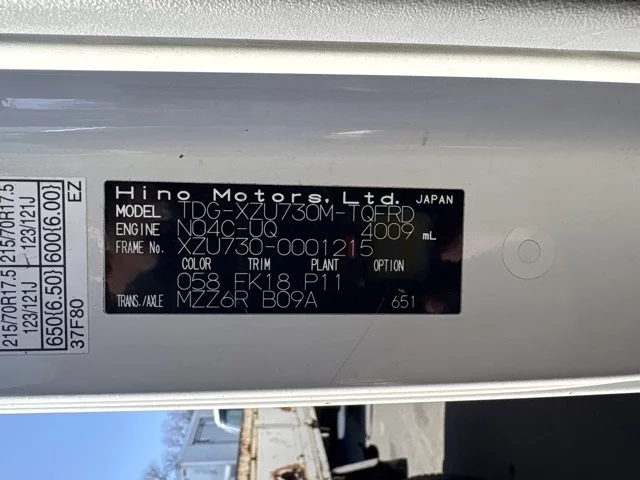 Hino Motors, Ltd. JAPAN
MODEL TDG-XZU730M-TQFRD
ENGINE N04C-UQ 4009 mL
FRAME NO. XZU730-0001215
COLOR TRIM PLANT OPTION
058 FK18 P11
TRANS./AXLE MZZ6R B09A 651
215/70R17.5 215/70R17.5
123/121J 123/121J
650(6.50) 600(6.00)
37F80 EZ